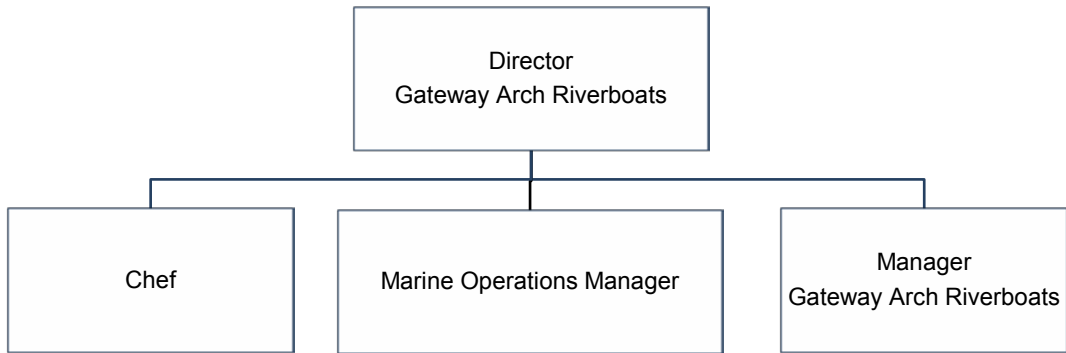 Director
Gateway Arch Riverboats
Chef
Marine Operations Manager
Manager
Gateway Arch Riverboats